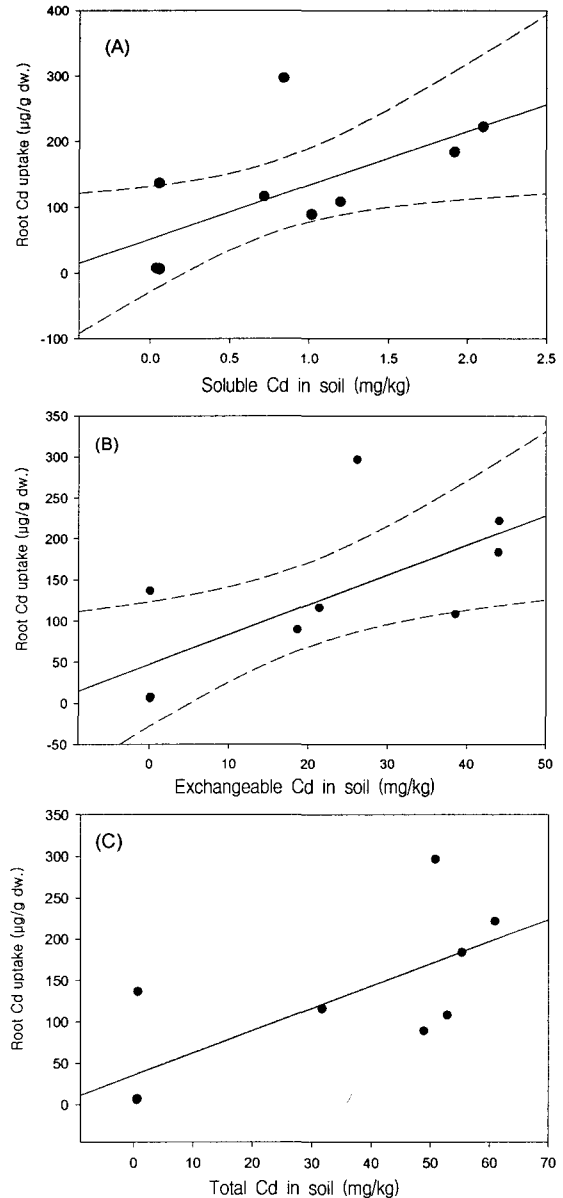 (A)
Root Cd uptake (µg/g dw.)
400
300
200
100
0
-100
0.0 0.5 1.0 1.5 2.0 2.5
Soluble Cd in soil (mg/kg)
(B)
Root Cd uptake (µg/g dw.)
350
300
250
200
150
100
50
0
-50
0 10 20 30 40 50
Exchangeable Cd in soil (mg/kg)
(C)
Root Cd uptake (µg/g dw.)
350
300
250
200
150
100
50
0
0 10 20 30 40 50 60 70
Total Cd in soil (mg/kg)